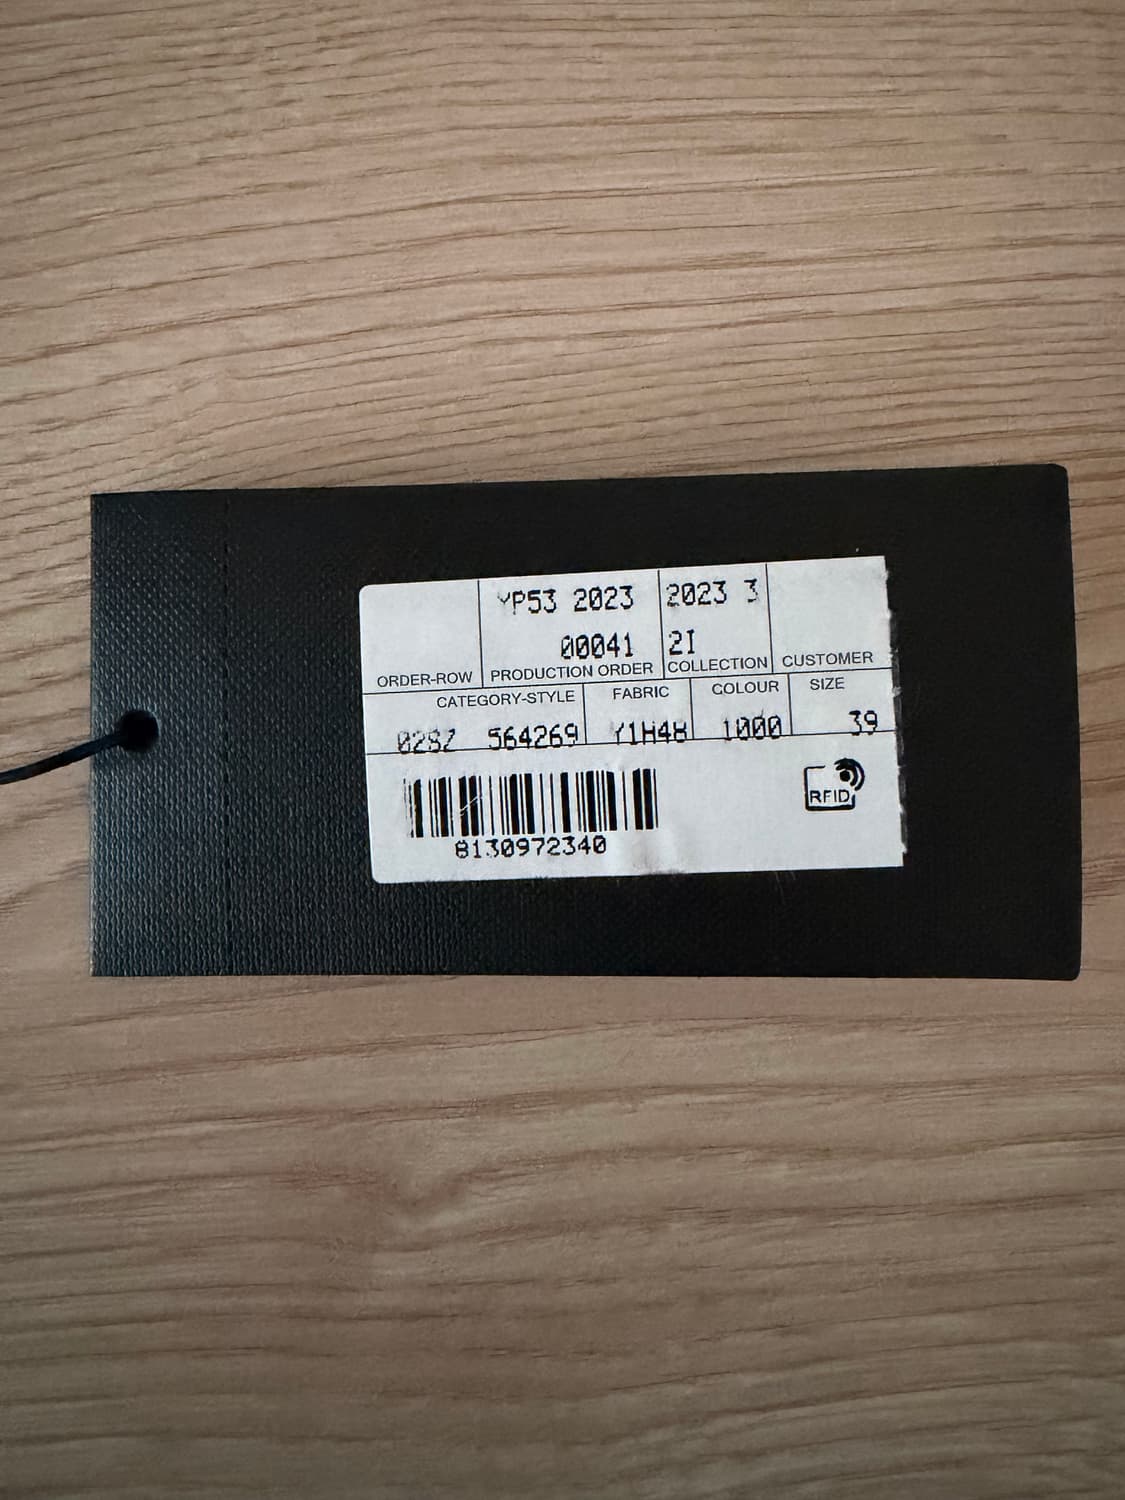 YP53 2023 2023 3
00041 2I
ORDER-ROW PRODUCTION ORDER COLLECTION CUSTOMER
CATEGORY-STYLE FABRIC COLOUR SIZE
02SZ 564269 Y1H48 1000 39
RFID
8130972340